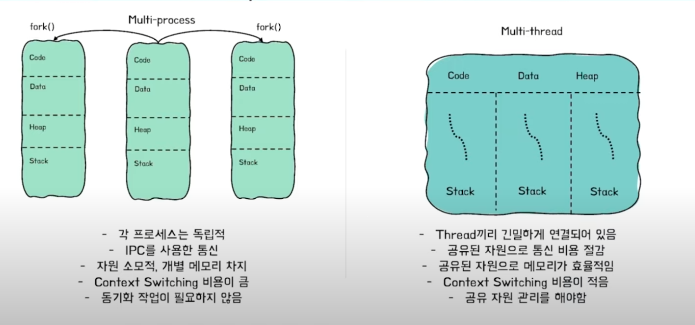 Multi-process
fork()
fork()
Code
Data
Heap
Stack
Code
Data
Heap
Stack
Code
Data
Heap
Stack
- 각 프로세스는 독립적
- IPC를 사용한 통신
- 자원 소모적, 개별 메모리 차지
- Context Switching 비용이 큼
- 동기화 작업이 필요하지 않음
Multi-thread
Code Data Heap
Stack Stack Stack
- Thread끼리 긴밀하게 연결되어 있음
- 공유된 자원으로 통신 비용 절감
- 공유된 자원으로 메모리가 효율적임
- Context Switching 비용이 적음
- 공유 자원 관리를 해야함